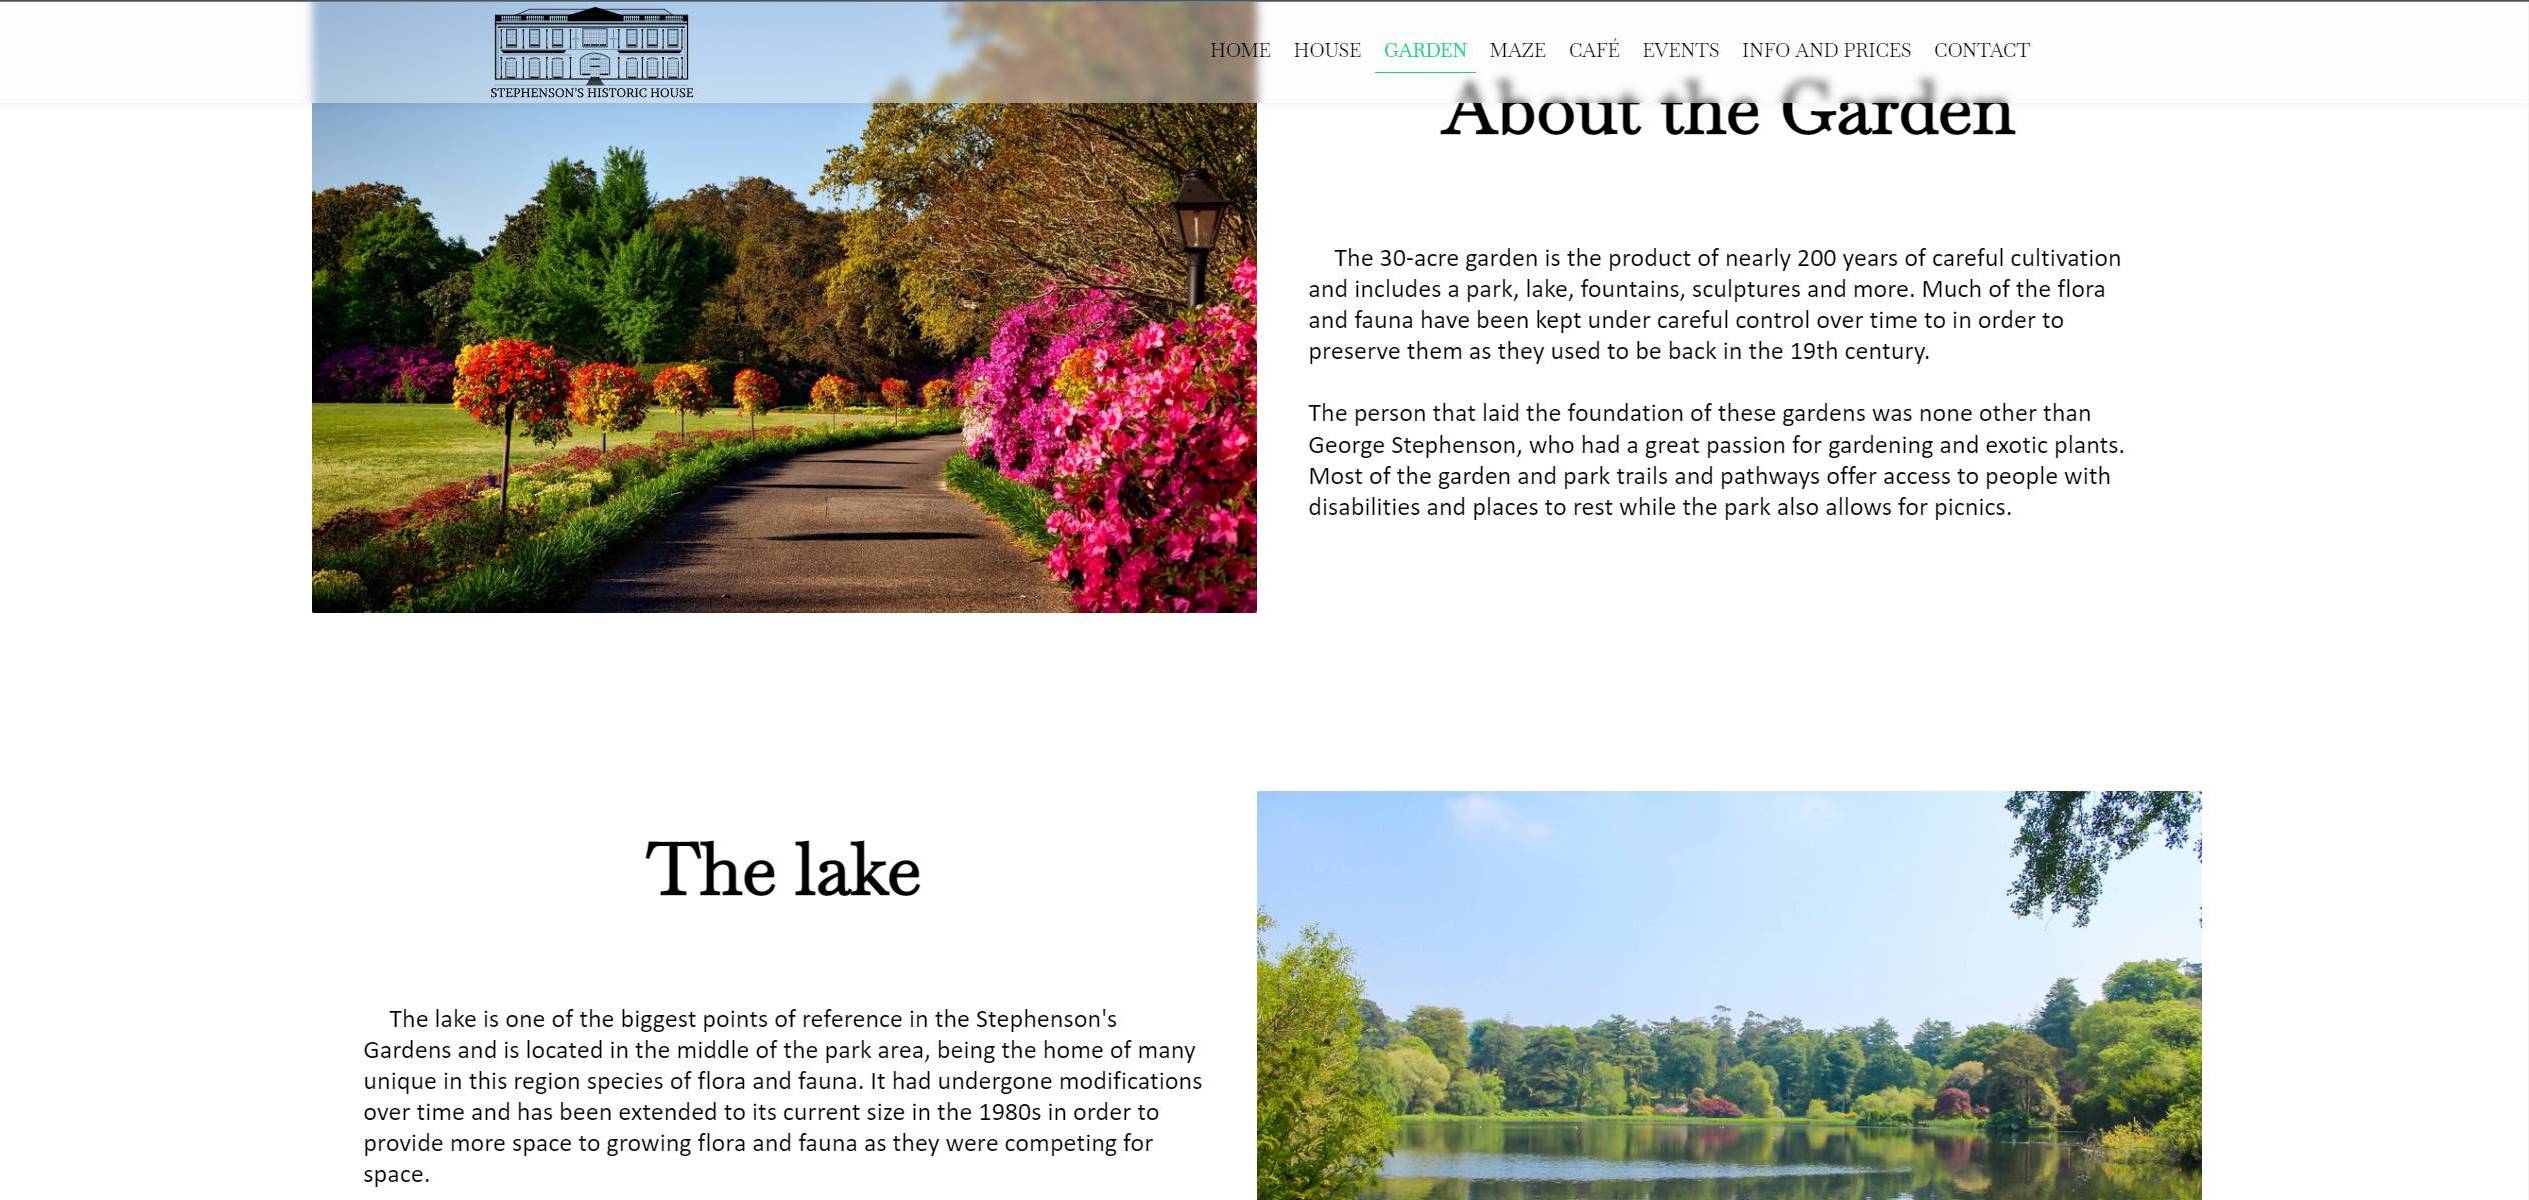 STEPHENSON'S HISTORIC HOUSE
HOME HOUSE GARDEN MAZE CAFÉ EVENTS INFO AND PRICES CONTACT
About the Garden
The 30-acre garden is the product of nearly 200 years of careful cultivation
and includes a park, lake, fountains, sculptures and more. Much of the flora
and fauna have been kept under careful control over time to in order to
preserve them as they used to be back in the 19th century.
The person that laid the foundation of these gardens was none other than
George Stephenson, who had a great passion for gardening and exotic plants.
Most of the garden and park trails and pathways offer access to people with
disabilities and places to rest while the park also allows for picnics.
The lake
The lake is one of the biggest points of reference in the Stephenson's
Gardens and is located in the middle of the park area, being the home of many
unique in this region species of flora and fauna. It had undergone modifications
over time and has been extended to its current size in the 1980s in order to
provide more space to growing flora and fauna as they were competing for
space.